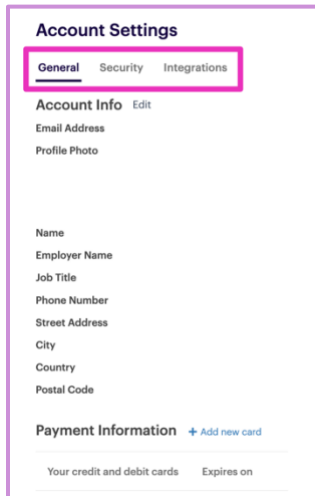 Account Settings
General Security Integrations
Account Info Edit
Email Address
Profile Photo
Name
Employer Name
Job Title
Phone Number
Street Address
City
Country
Postal Code
Payment Information + Add new card
Your credit and debit cards Expires on